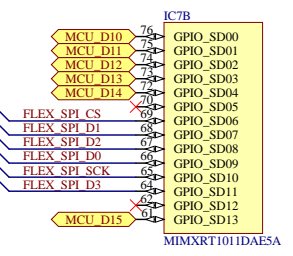 IC7B
MCU_D10 76 GPIO_SD00
MCU_D11 75 GPIO_SD01
MCU_D12 74 GPIO_SD02
MCU_D13 73 GPIO_SD03
MCU_D14 72 GPIO_SD04
70 GPIO_SD05
FLEX_SPI_CS 69 GPIO_SD06
FLEX_SPI_D1 68 GPIO_SD07
FLEX_SPI_D2 67 GPIO_SD08
FLEX_SPI_D0 66 GPIO_SD09
FLEX_SPI_SCK 65 GPIO_SD10
FLEX_SPI_D3 64 GPIO_SD11
62 GPIO_SD12
MCU_D15 61 GPIO_SD13
MIMXRT1011DAE5A